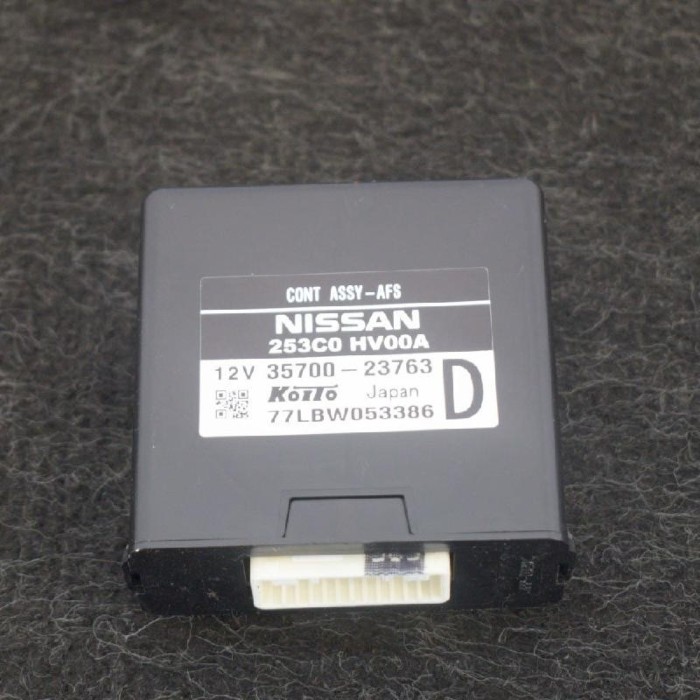 CONT ASSY-AFS
NISSAN
253C0 HV00A
12V 35700-23763
KOITO Japan D
77LBW053386